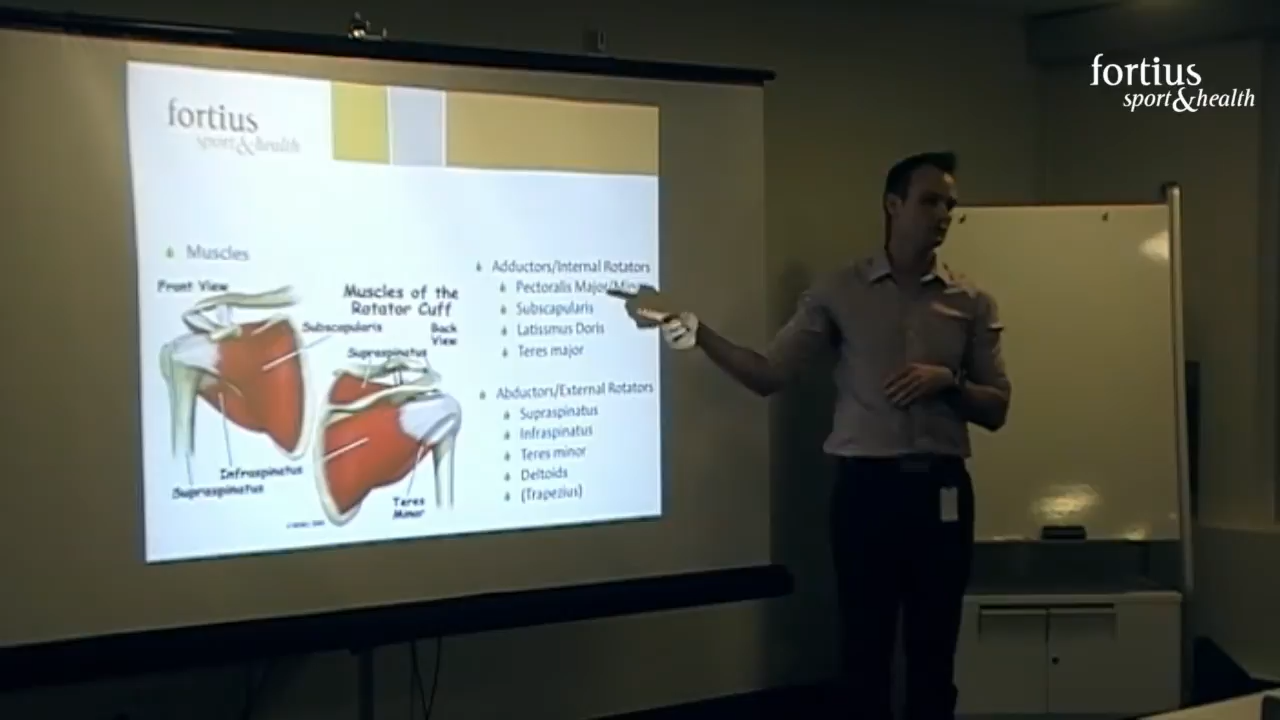 fortius
sport&health
fortius
sport&health
Muscles
Front View
Muscles of the
Rotator Cuff
Subscapularis
Back
View
Supraspinatus
Infraspinatus
Supraspinatus
Teres
Minor
Adductors/Internal Rotators
Pectoralis Major/
Subscapularis
Latissmus Doris
Teres major
Abductors/External Rotators
Supraspinatus
Infraspinatus
Teres minor
Deltoids
(Trapezius)